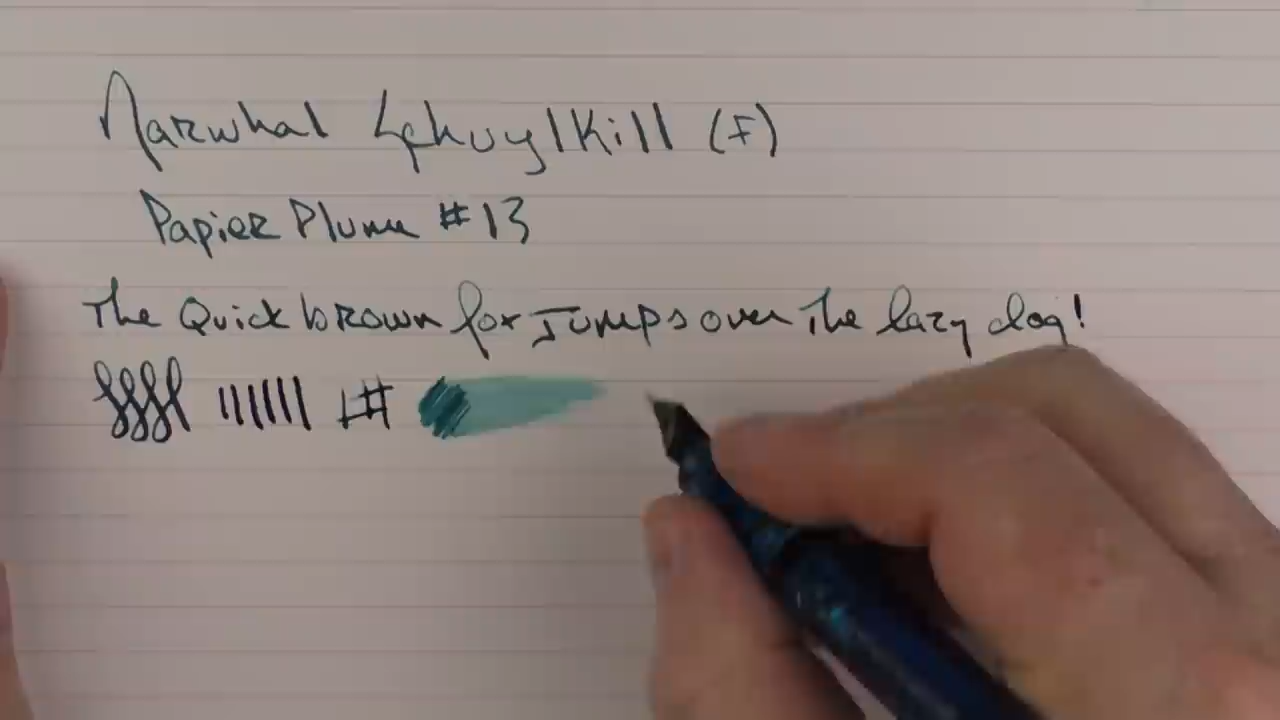 Narwhal Schuylkill (F)
Papier Plume #13
The Quick brown fox Jumps over The lazy dog!